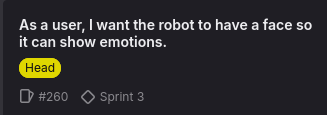 As a user, I want the robot to have a face so
it can show emotions.
Head
#260 Sprint 3